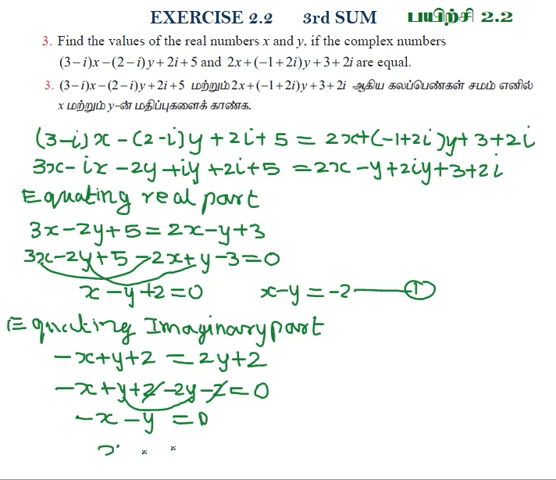 EXERCISE 2.2 3rd SUM பயிற்சி 2.2
3. Find the values of the real numbers x and y, if the complex numbers
(3−i)x−(2−i)y+2i+5 and 2x+(−1+2i)y+3+2i are equal.
3. (3−i)x−(2−i)y+2i+5 மற்றும் 2x+(−1+2i)y+3+2i ஆகிய கலப்பெண்கள் சமம் எனில்
x மற்றும் y-ன் மதிப்புகளைக் காண்க.
(3-i)x-(2-i)y+2i+5=2x+(-1+2i)y+3+2i
3x-ix-2y+iy+2i+5=2x-y+2iy+3+2i
Equating real part
3x-2y+5=2x-y+3
3x-2y+5-2x+y-3=0
x-y+2=0 x-y=-2 ①
Equating Imaginary part
-x+y+2=2y+2
-x+y+2-2y-2=0
-x-y=0